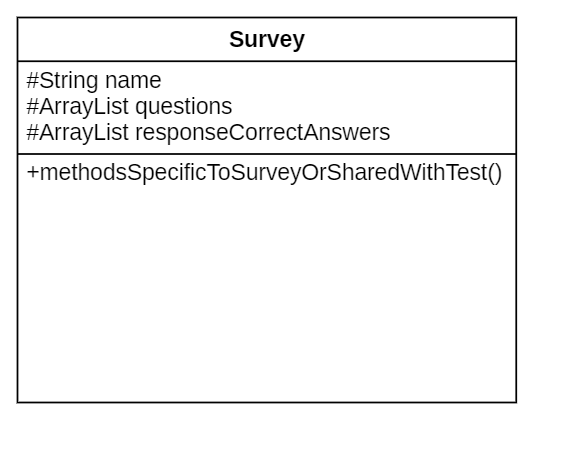 Survey
#String name
#ArrayList questions
#ArrayList responseCorrectAnswers
+methodsSpecificToSurveyOrSharedWithTest()